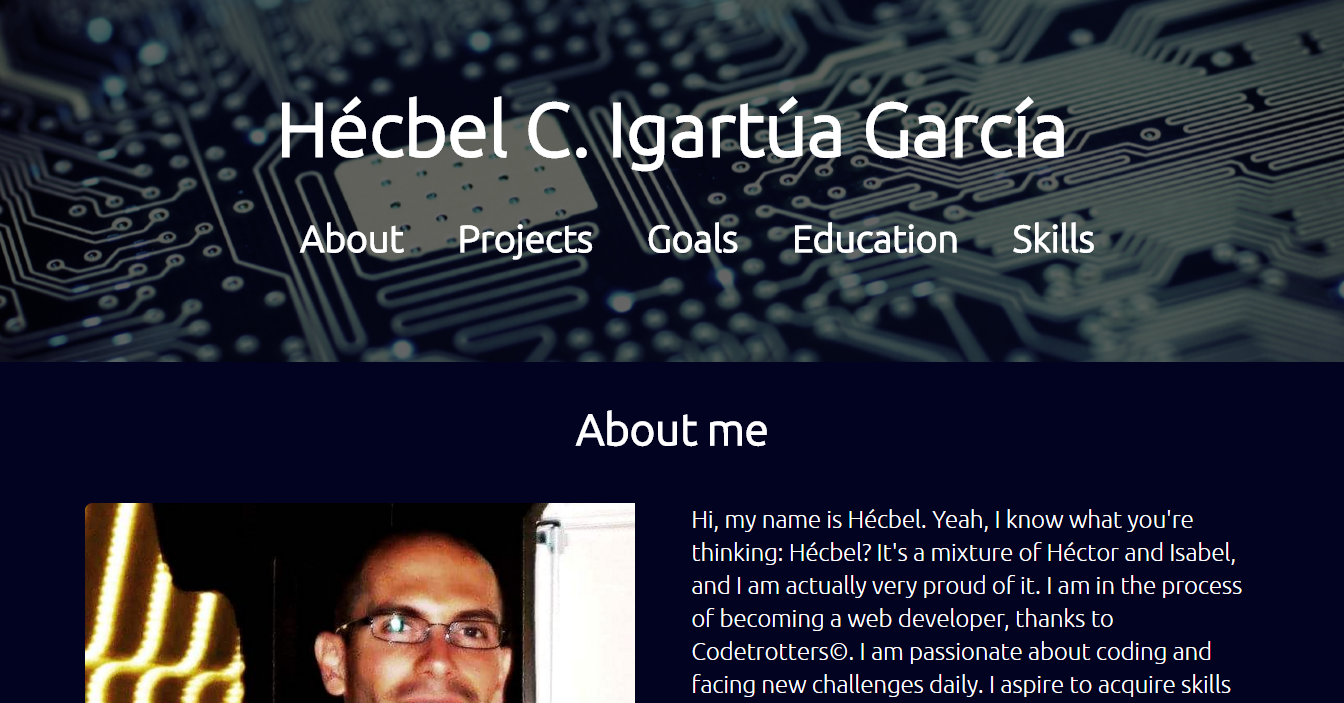 Hécbel C. Igartúa García
About Projects Goals Education Skills
About me
Hi, my name is Hécbel. Yeah, I know what you're
thinking: Hécbel? It's a mixture of Héctor and Isabel,
and I am actually very proud of it. I am in the process
of becoming a web developer, thanks to
Codetrotters©. I am passionate about coding and
facing new challenges daily. I aspire to acquire skills